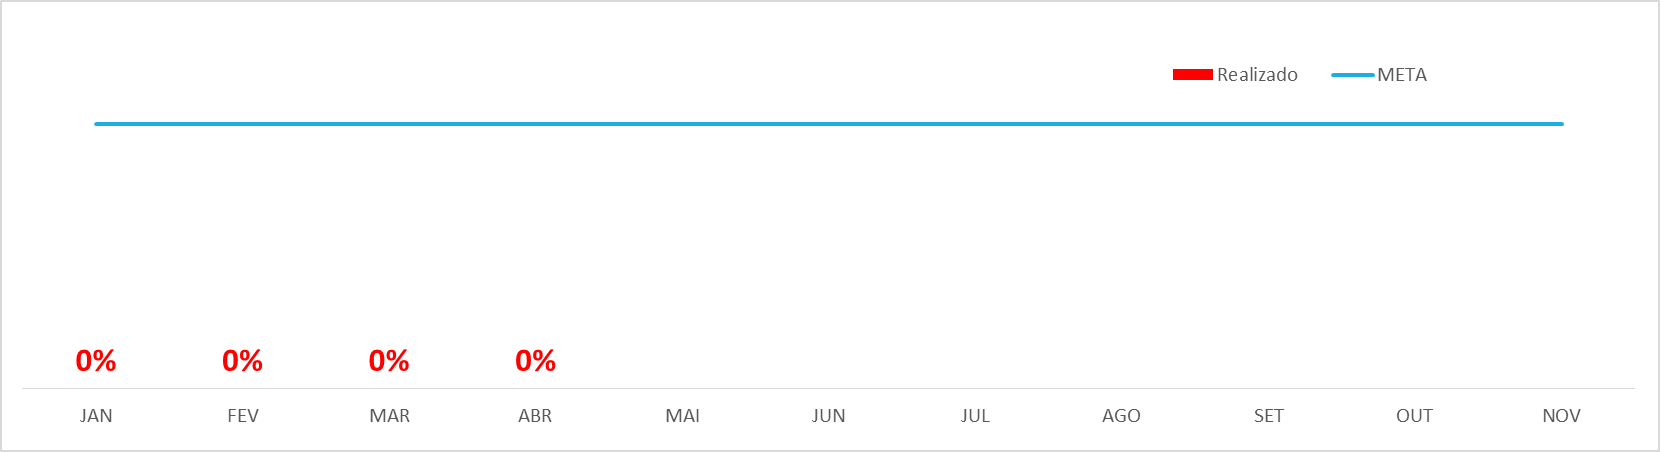 Realizado META
0% 0% 0% 0%
JAN FEV MAR ABR MAI JUN JUL AGO SET OUT NOV